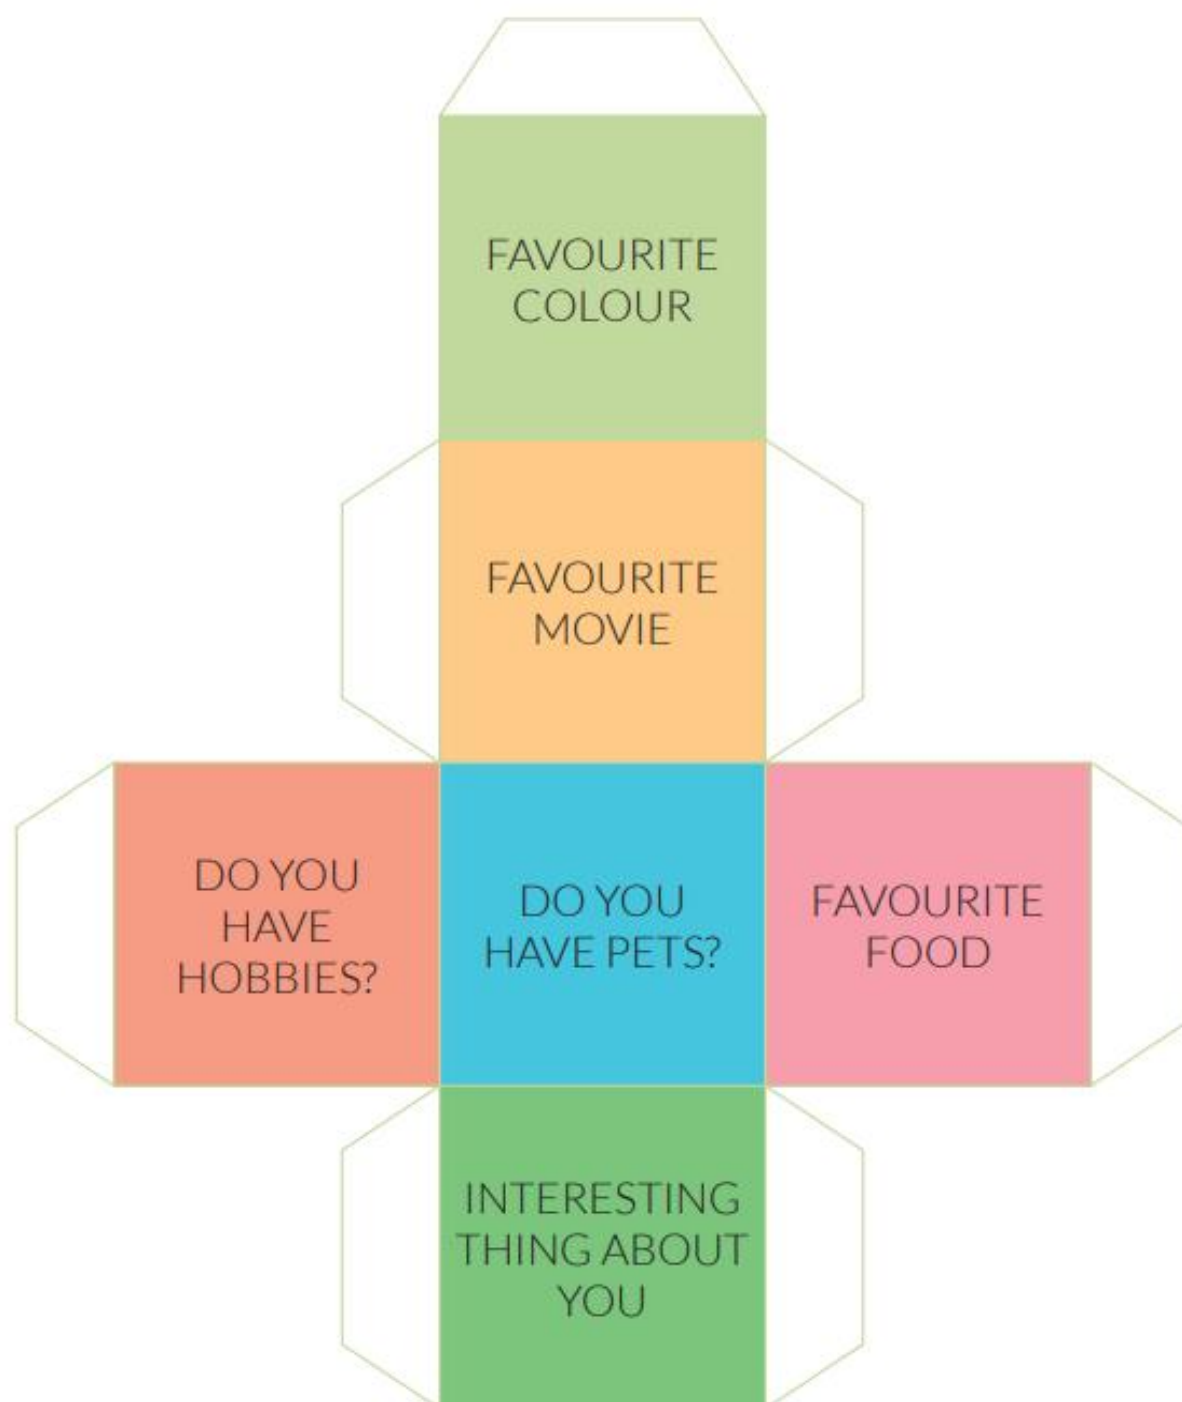 FAVOURITE
COLOUR
FAVOURITE
MOVIE
DO YOU
HAVE
HOBBIES?
DO YOU
HAVE PETS?
FAVOURITE
FOOD
INTERESTING
THING ABOUT
YOU